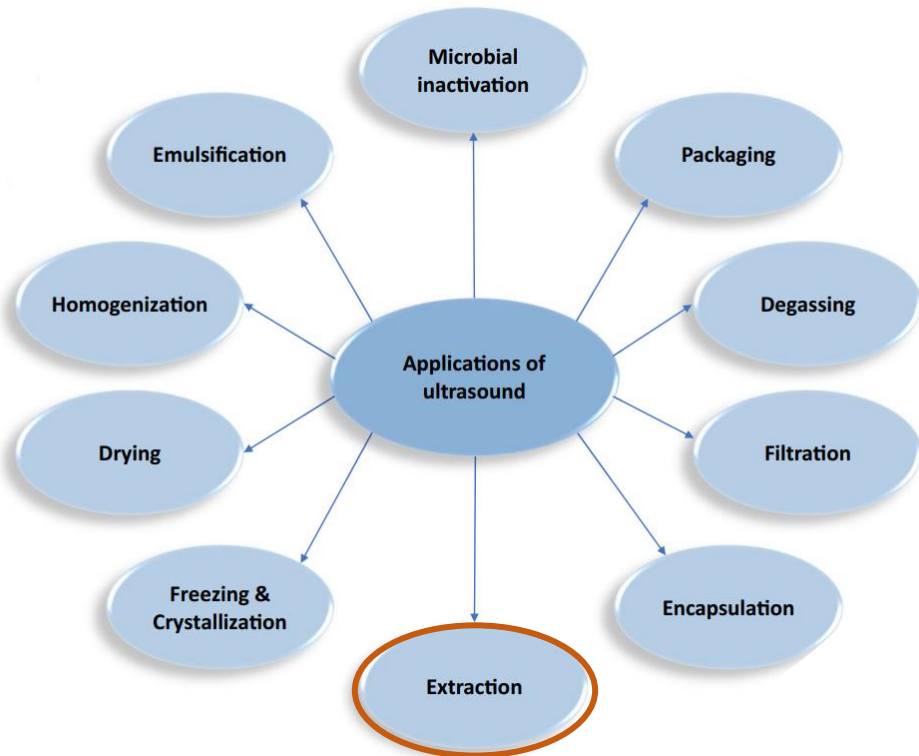 Microbial
inactivation
Emulsification
Packaging
Homogenization
Degassing
Applications of
ultrasound
Drying
Filtration
Freezing &
Crystallization
Encapsulation
Extraction